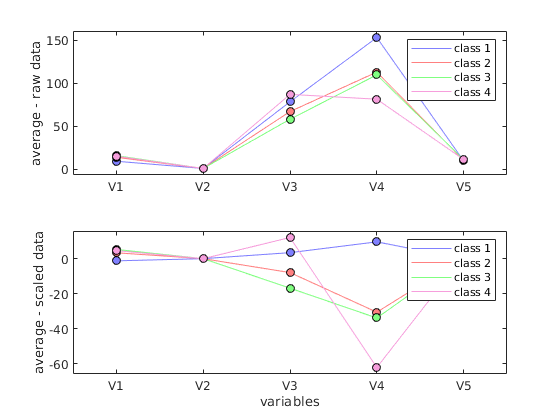 average - raw data
150
100
50
0
class 1
class 2
class 3
class 4
V1 V2 V3 V4 V5
average - scaled data
0
-20
-40
-60
class 1
class 2
class 3
class 4
V1 V2 V3 V4 V5
variables